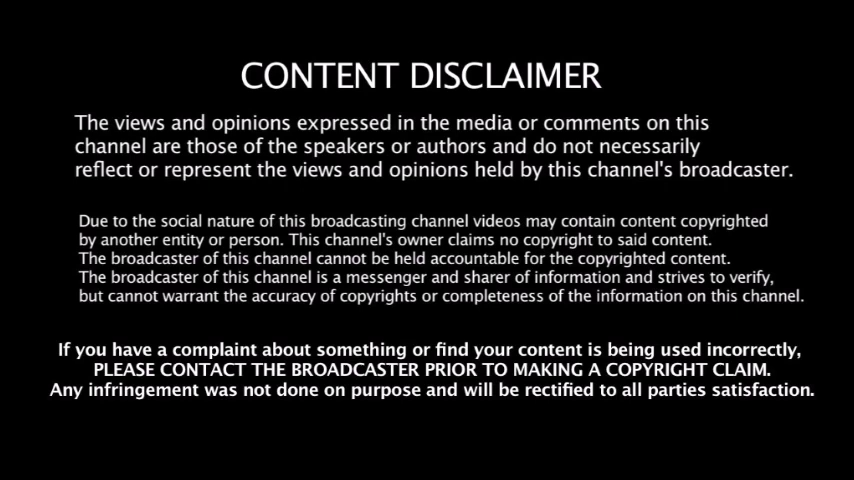 CONTENT DISCLAIMER
The views and opinions expressed in the media or comments on this
channel are those of the speakers or authors and do not necessarily
reflect or represent the views and opinions held by this channel's broadcaster.
Due to the social nature of this broadcasting channel videos may contain content copyrighted
by another entity or person. This channel's owner claims no copyright to said content.
The broadcaster of this channel cannot be held accountable for the copyrighted content.
The broadcaster of this channel is a messenger and sharer of information and strives to verify,
but cannot warrant the accuracy of copyrights or completeness of the information on this channel.
If you have a complaint about something or find your content is being used incorrectly,
PLEASE CONTACT THE BROADCASTER PRIOR TO MAKING A COPYRIGHT CLAIM.
Any infringement was not done on purpose and will be rectified to all parties satisfaction.